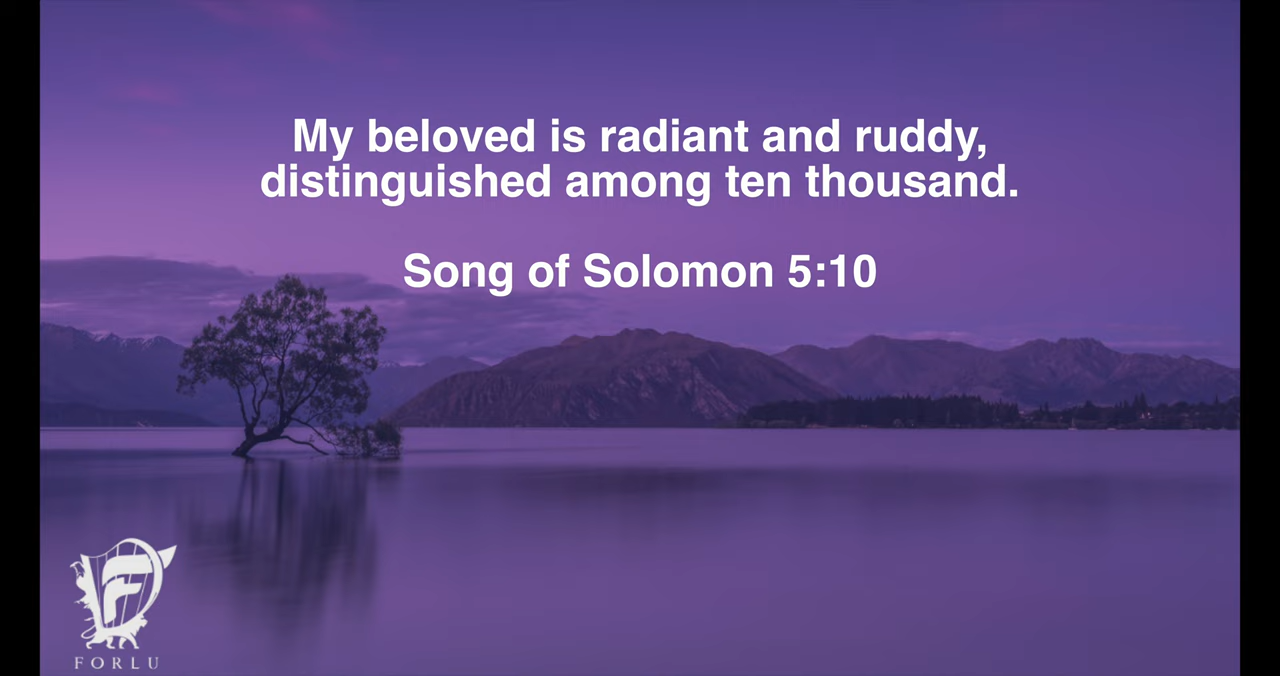 My beloved is radiant and ruddy,
distinguished among ten thousand.
Song of Solomon 5:10
FORLU